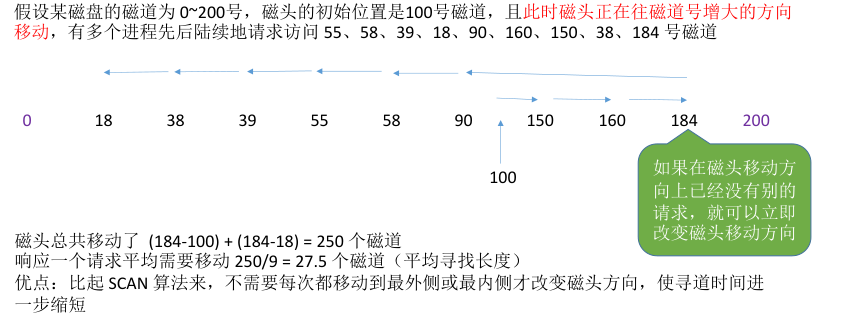 假设某磁盘的磁道为 0~200号，磁头的初始位置是100号磁道，且此时磁头正在往磁道号增大的方向
移动，有多个进程先后陆续地请求访问 55、58、39、18、90、160、150、38、184 号磁道
0 18 38 39 55 58 90 150 160 184 200
100
如果在磁头移动方
向上已经没有别的
请求，就可以立即
改变磁头移动方向
磁头总共移动了 (184-100) + (184-18) = 250 个磁道
响应一个请求平均需要移动 250/9 = 27.5 个磁道（平均寻找长度）
优点：比起 SCAN 算法来，不需要每次都移动到最外侧或最内侧才改变磁头方向，使寻道时间进
一步缩短